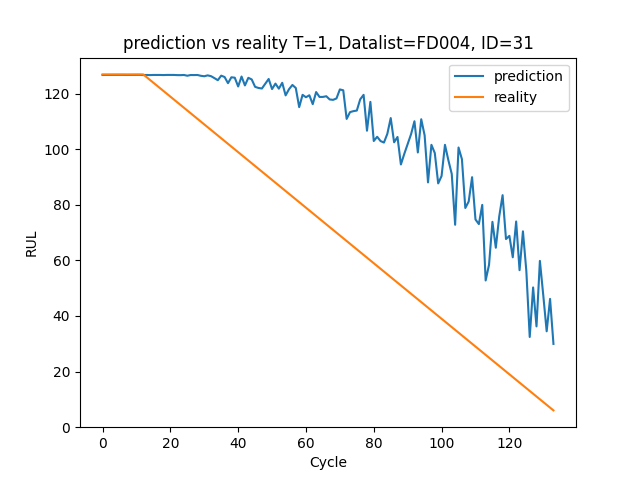 prediction vs reality T=1, Datalist=FD004, ID=31
prediction
reality
RUL
120
100
80
60
40
20
0
0 20 40 60 80 100 120
Cycle